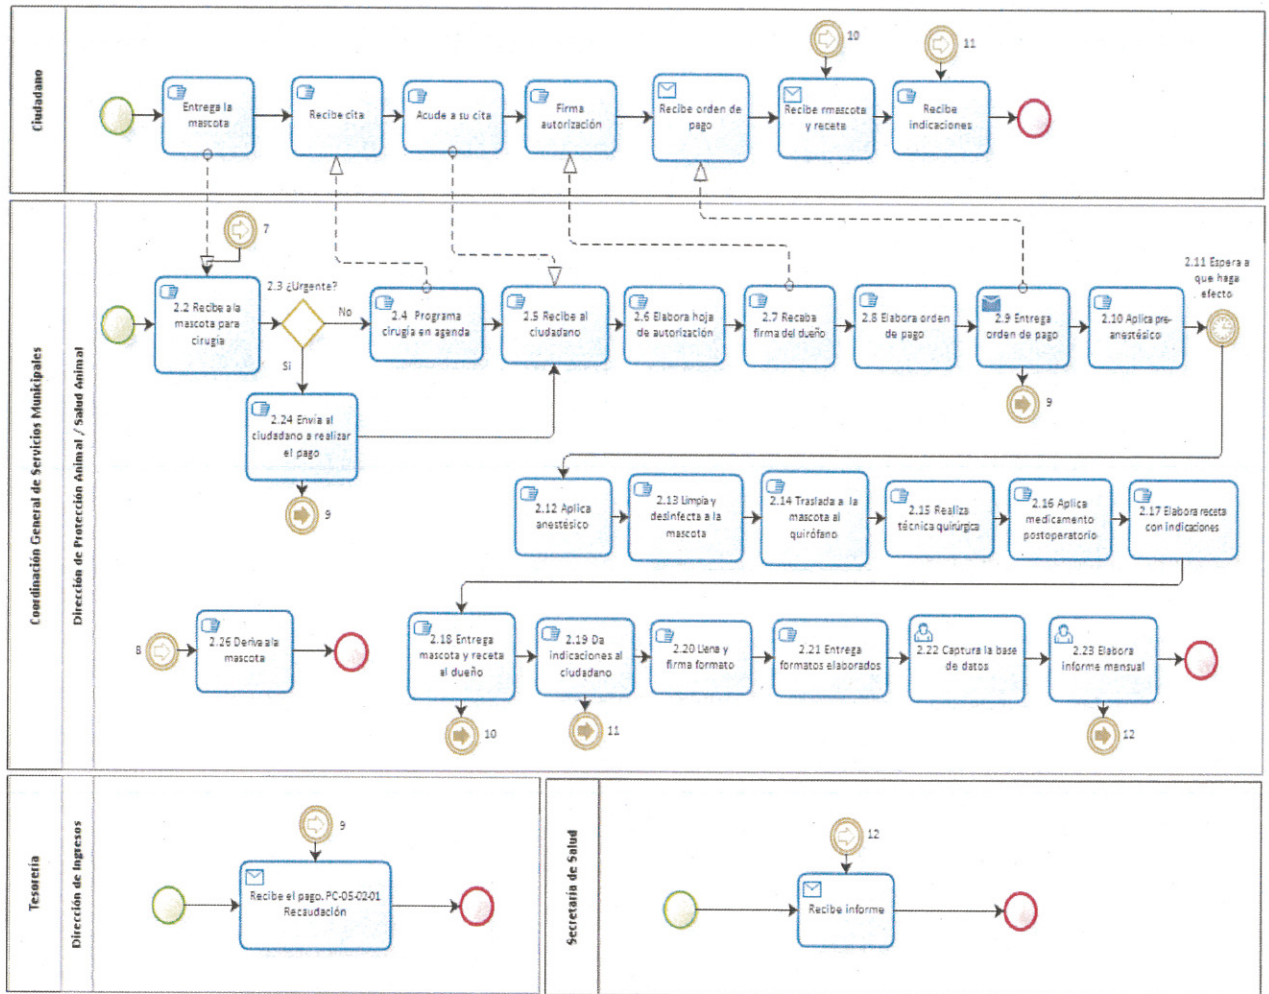 Ciudadano
10
11
Entrega la
mascota
Recibe cita
Acude a su cita
Firma
autorización
Recibe orden de
pago
Recibe rmascota
y receta
Recibe
indicaciones
Coordinación General de Servicios Municipales
Dirección de Protección Animal / Salud Animal
7
2.2 Recibe a la
mascota para
cirugía
2.3 ¿Urgente?
No
Sí
2.4 Programa
cirugía en agenda
2.5 Recibe al
ciudadano
2.6 Elabora hoja
de autorización
2.7 Recaba
firma del dueño
2.8 Elabora orden
de pago
2.9 Entrega
orden de pago
2.10 Aplica pre-
anestésico
2.11 Espera a
que haga
efecto
9
2.24 Envía al
ciudadano a realizar
el pago
9
2.12 Aplica
anestésico
2.13 Limpia y
desinfecta a la
mascota
2.14 Traslada a la
mascota al
quirófano
2.15 Realiza
técnica quirúrgica
2.16 Aplica
medicamento
postoperatorio
2.17 Elabora receta
con indicaciones
8
2.26 Deriva a la
mascota
2.18 Entrega
mascota y receta
al dueño
2.19 Da
indicaciones al
ciudadano
2.20 Llena y
firma formato
2.21 Entrega
formatos elaborados
2.22 Captura la base
de datos
2.23 Elabora
informe mensual
10
11
12
Tesorería
Dirección de Ingresos
9
Recibe el pago. PC-05-02-01
Recaudación
Secretaría de Salud
12
Recibe informe